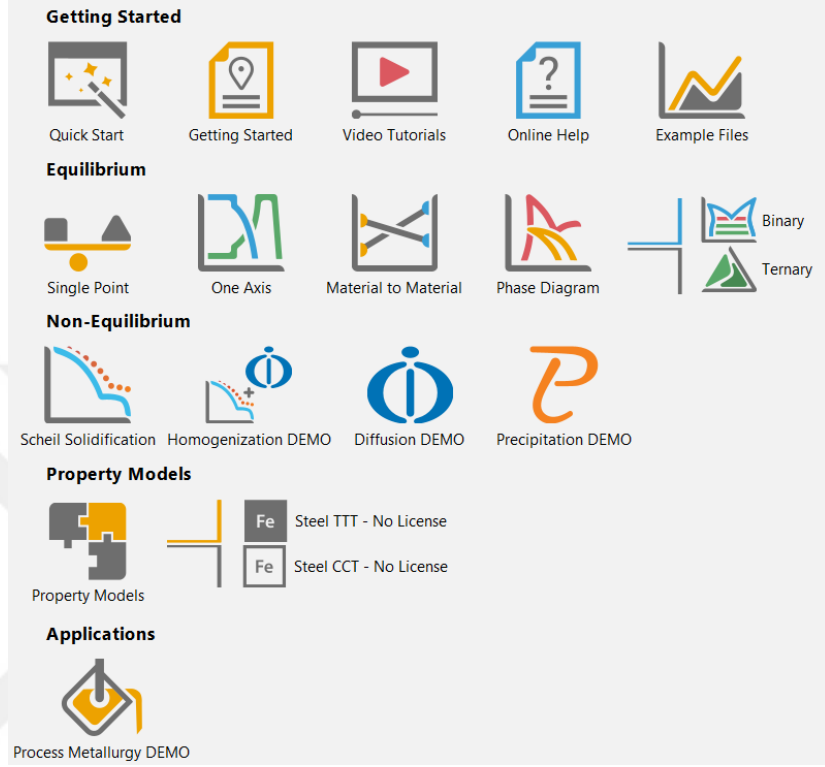 Getting Started
Quick Start
Getting Started
Video Tutorials
?
Online Help
Example Files
Equilibrium
Single Point
One Axis
Material to Material
Phase Diagram
Binary
Ternary
Non-Equilibrium
Scheil Solidification
Homogenization DEMO
Diffusion DEMO
Precipitation DEMO
Property Models
Property Models
Fe
Steel TTT - No License
Fe
Steel CCT - No License
Applications
Process Metallurgy DEMO